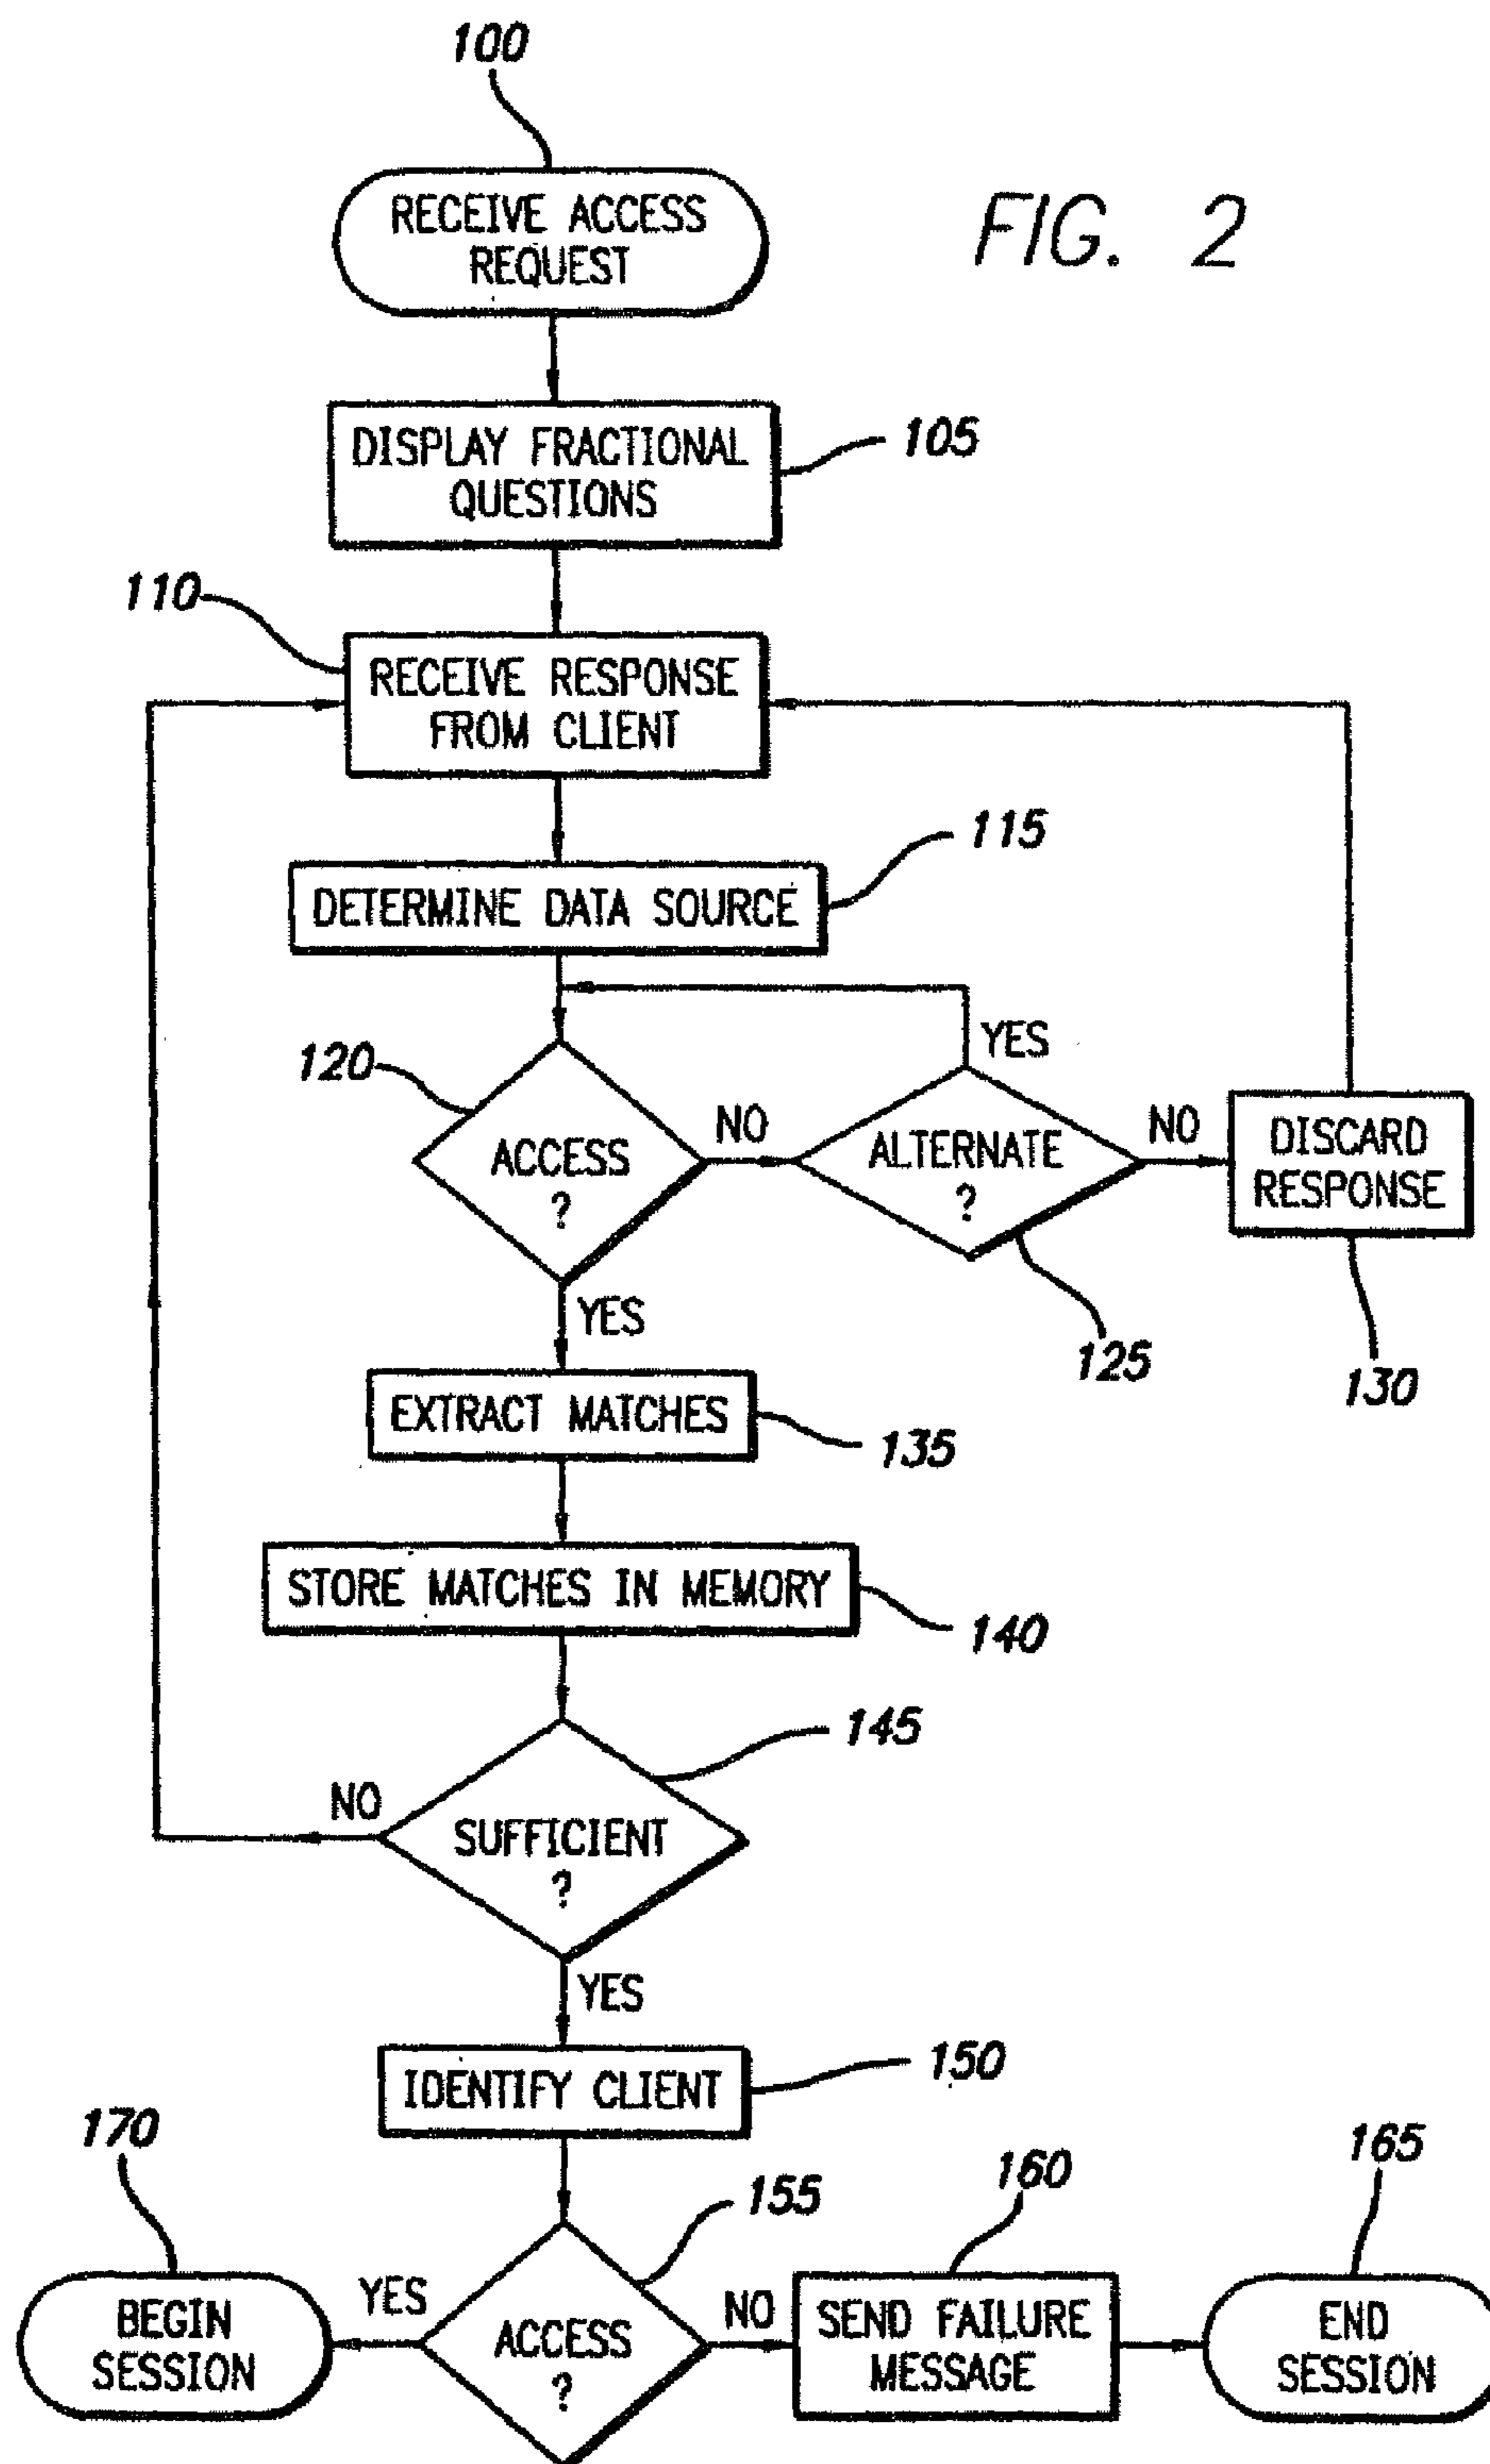 100
RECEIVE ACCESS
REQUEST
FIG. 2
DISPLAY FRACTIONAL
QUESTIONS
105
110
RECEIVE RESPONSE
FROM CLIENT
115
DETERMINE DATA SOURCE
120
ACCESS
?
NO
YES
ALTERNATE
?
NO
DISCARD
RESPONSE
125
130
YES
EXTRACT MATCHES
135
STORE MATCHES IN MEMORY
140
145
NO
SUFFICIENT
?
YES
IDENTIFY CLIENT
150
170
155
160
165
BEGIN
SESSION
YES
ACCESS
?
NO
SEND FAILURE
MESSAGE
END
SESSION